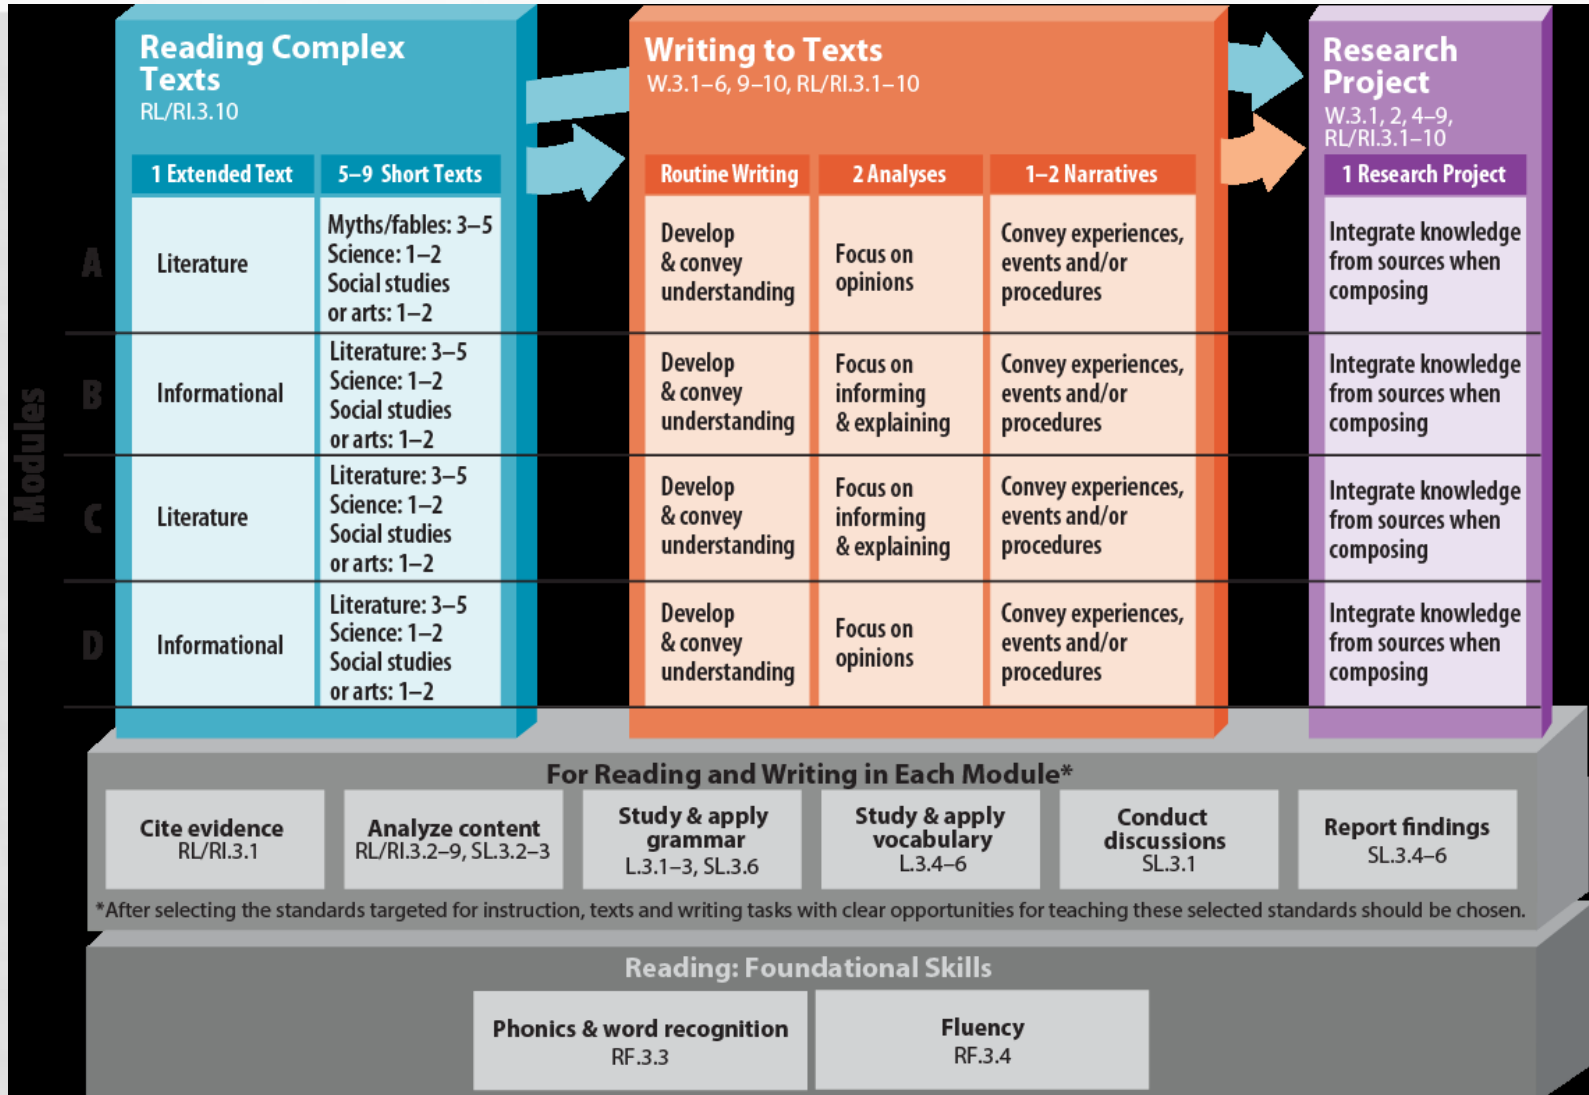 Reading Complex
Texts
RL/RI.3.10
Writing to Texts
W.3.1–6, 9–10, RL/RI.3.1–10
Research
Project
W.3.1, 2, 4–9,
RL/RI.3.1–10
1 Extended Text
5–9 Short Texts
Routine Writing
2 Analyses
1–2 Narratives
1 Research Project
Modules
A
Literature
Myths/fables: 3–5
Science: 1–2
Social studies
or arts: 1–2
Develop
& convey
understanding
Focus on
opinions
Convey experiences,
events and/or
procedures
Integrate knowledge
from sources when
composing
B
Informational
Literature: 3–5
Science: 1–2
Social studies
or arts: 1–2
Develop
& convey
understanding
Focus on
informing
& explaining
Convey experiences,
events and/or
procedures
Integrate knowledge
from sources when
composing
C
Literature
Literature: 3–5
Science: 1–2
Social studies
or arts: 1–2
Develop
& convey
understanding
Focus on
informing
& explaining
Convey experiences,
events and/or
procedures
Integrate knowledge
from sources when
composing
D
Informational
Literature: 3–5
Science: 1–2
Social studies
or arts: 1–2
Develop
& convey
understanding
Focus on
opinions
Convey experiences,
events and/or
procedures
Integrate knowledge
from sources when
composing
For Reading and Writing in Each Module*
Cite evidence
RL/RI.3.1
Analyze content
RL/RI.3.2–9, SL.3.2–3
Study & apply
grammar
L.3.1–3, SL.3.6
Study & apply
vocabulary
L.3.4–6
Conduct
discussions
SL.3.1
Report findings
SL.3.4–6
*After selecting the standards targeted for instruction, texts and writing tasks with clear opportunities for teaching these selected standards should be chosen.
Reading: Foundational Skills
Phonics & word recognition
RF.3.3
Fluency
RF.3.4